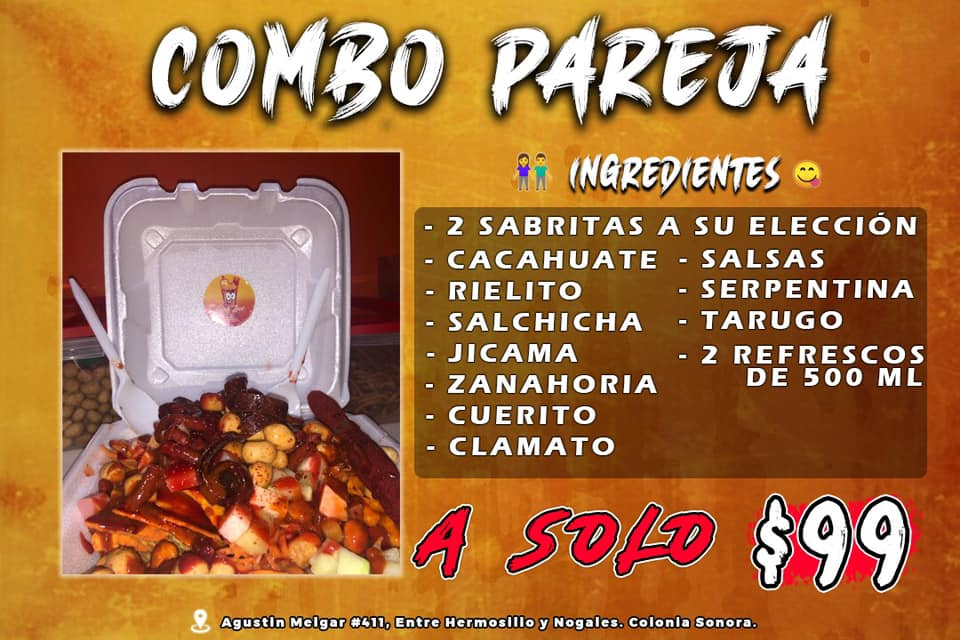 COMBO PAREJA
INGREDIENTES
- 2 SABRITAS A SU ELECCIÓN
- CACAHUATE
- RIELITO
- SALCHICHA
- JICAMA
- ZANAHORIA
- CUERITO
- CLAMATO
- SALSAS
- SERPENTINA
- TARUGO
- 2 REFRESCOS
DE 500 ML
A SOLO $99
Agustin Melgar #411, Entre Hermosillo y Nogales. Colonia Sonora.